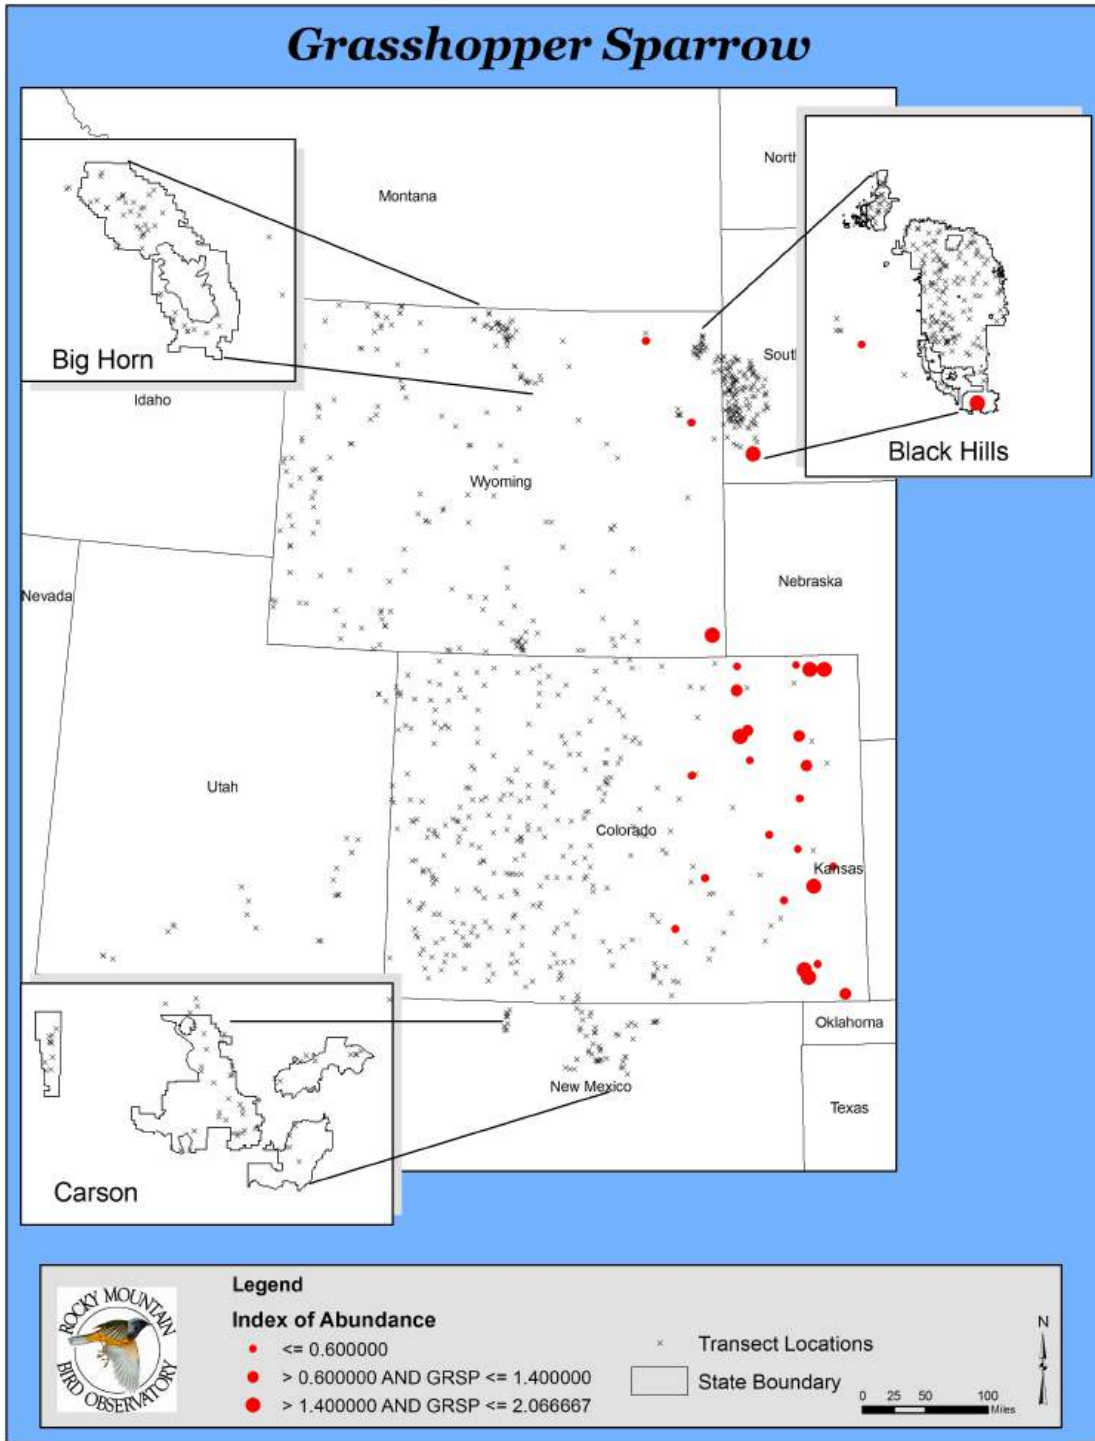 Grasshopper Sparrow
North
Montana
Big Horn
South
Idaho
Black Hills
Wyoming
Nevada
Nebraska
Utah
Colorado
Kansas
Oklahoma
New Mexico
Texas
Carson
Legend
Index of Abundance
<= 0.600000
> 0.600000 AND GRSP <= 1.400000
> 1.400000 AND GRSP <= 2.066667
Transect Locations
State Boundary
ROCKY MOUNTAIN
BIRD OBSERVATORY
N
0 25 50 100
Miles